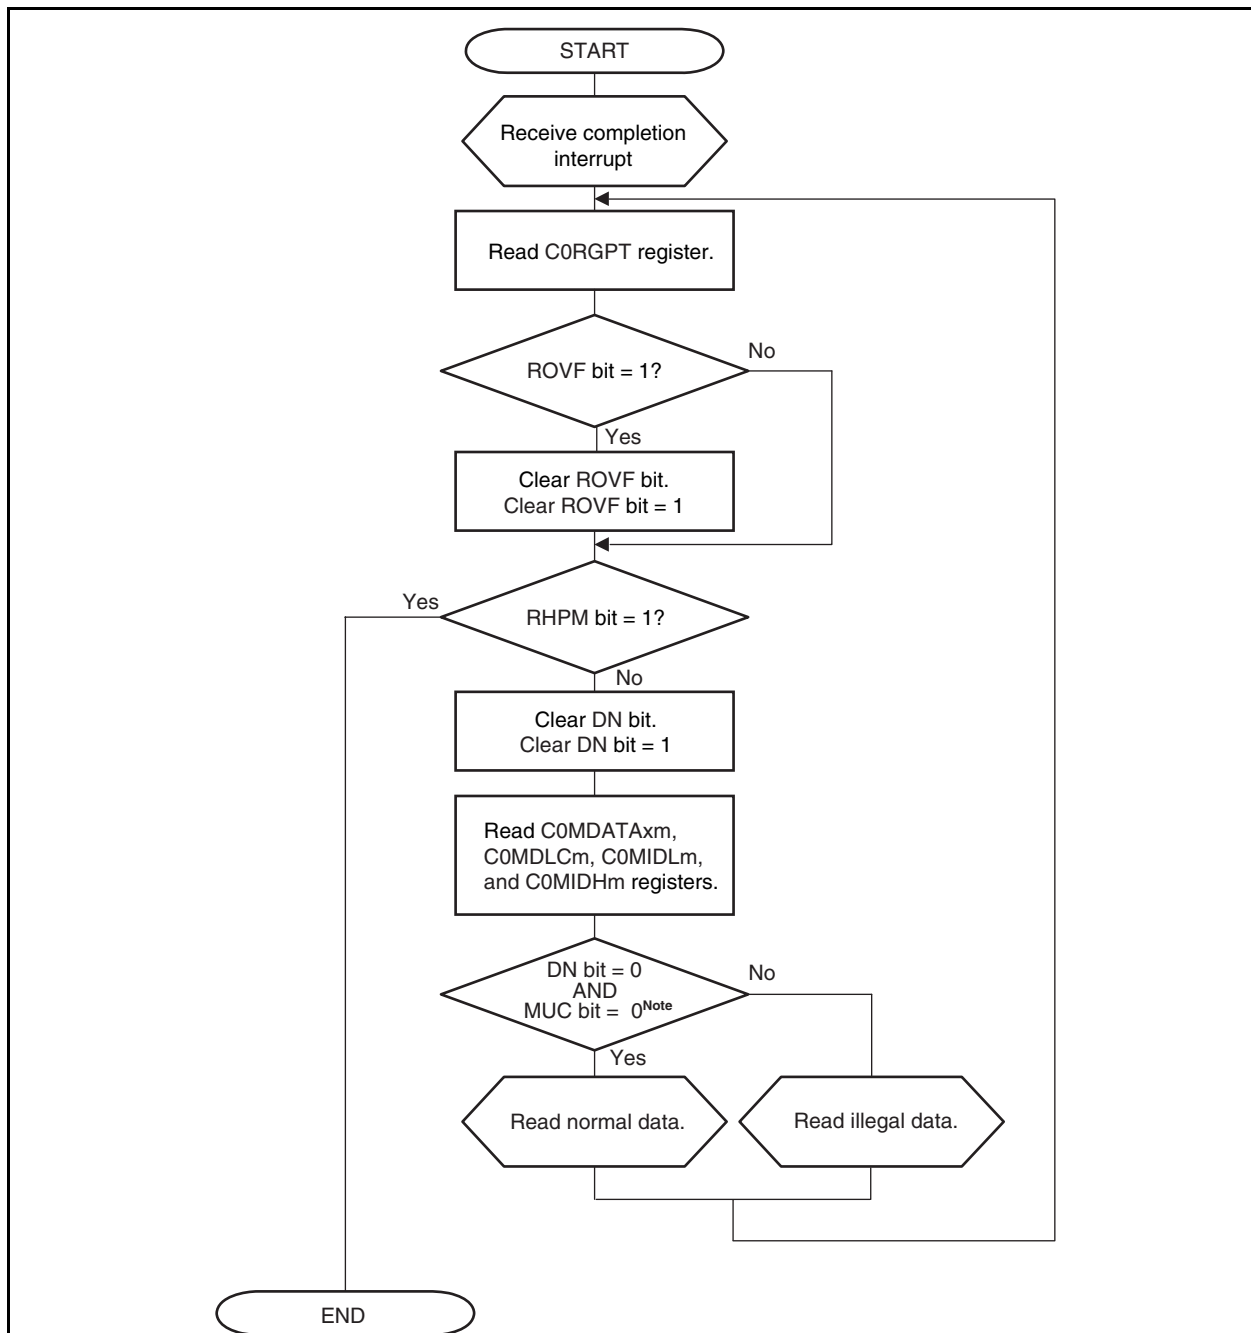 START
Receive completion
interrupt
Read C0RGPT register.
ROVF bit = 1?
No
Yes
Clear ROVF bit.
Clear ROVF bit = 1
Yes
RHPM bit = 1?
No
Clear DN bit.
Clear DN bit = 1
Read C0MDATAxm,
C0MDLCm, C0MIDLm,
and C0MIDHm registers.
DN bit = 0
AND
MUC bit = 0Note
No
Yes
Read normal data.
Read illegal data.
END